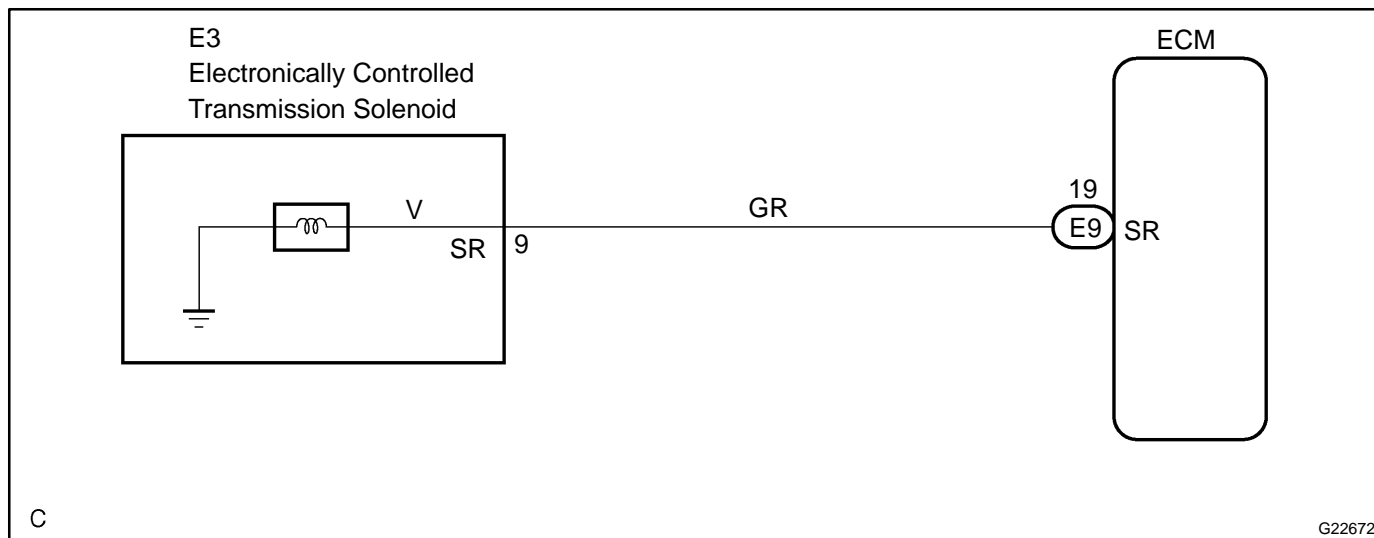 E3
Electronically Controlled
Transmission Solenoid
ECM
V
SR
9
GR
19
E9
SR
C
G22672